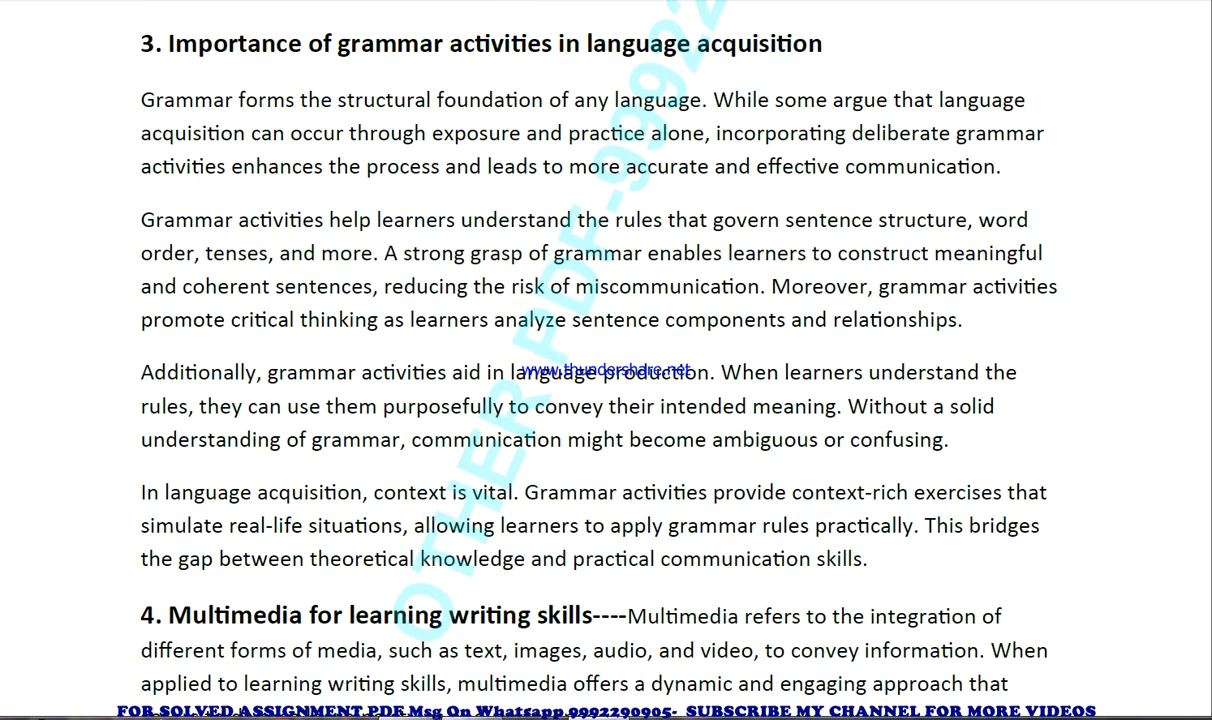 3. Importance of grammar activities in language acquisition
Grammar forms the structural foundation of any language. While some argue that language
acquisition can occur through exposure and practice alone, incorporating deliberate grammar
activities enhances the process and leads to more accurate and effective communication.
Grammar activities help learners understand the rules that govern sentence structure, word
order, tenses, and more. A strong grasp of grammar enables learners to construct meaningful
and coherent sentences, reducing the risk of miscommunication. Moreover, grammar activities
promote critical thinking as learners analyze sentence components and relationships.
Additionally, grammar activities aid in language production. When learners understand the
www.thundershare.net
rules, they can use them purposefully to convey their intended meaning. Without a solid
understanding of grammar, communication might become ambiguous or confusing.
In language acquisition, context is vital. Grammar activities provide context-rich exercises that
simulate real-life situations, allowing learners to apply grammar rules practically. This bridges
the gap between theoretical knowledge and practical communication skills.
4. Multimedia for learning writing skills----Multimedia refers to the integration of
different forms of media, such as text, images, audio, and video, to convey information. When
applied to learning writing skills, multimedia offers a dynamic and engaging approach that
OTHER PDF-99922
FOR SOLVED ASSIGNMENT PDF Msg On Whatsapp 9992290905- SUBSCRIBE MY CHANNEL FOR MORE VIDEOS